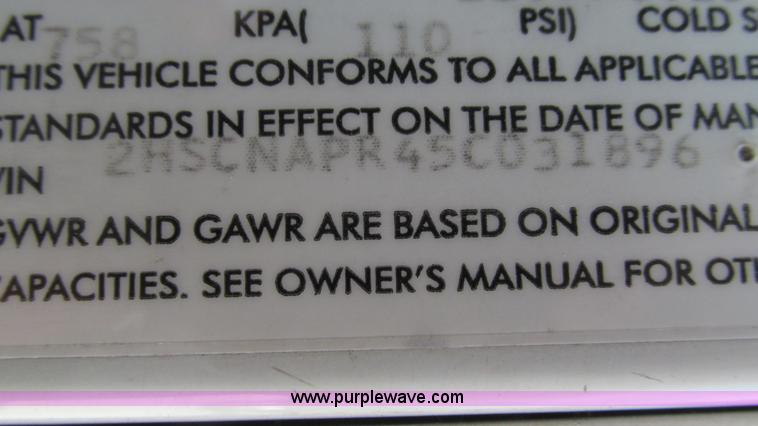 AT 758 KPA( 110 PSI) COLD S
THIS VEHICLE CONFORMS TO ALL APPLICABLE
STANDARDS IN EFFECT ON THE DATE OF MAN
2HSCNAPR45C031896
VIN
GVWR AND GAWR ARE BASED ON ORIGINAL
CAPACITIES. SEE OWNER'S MANUAL FOR OTH
www.purplewave.com